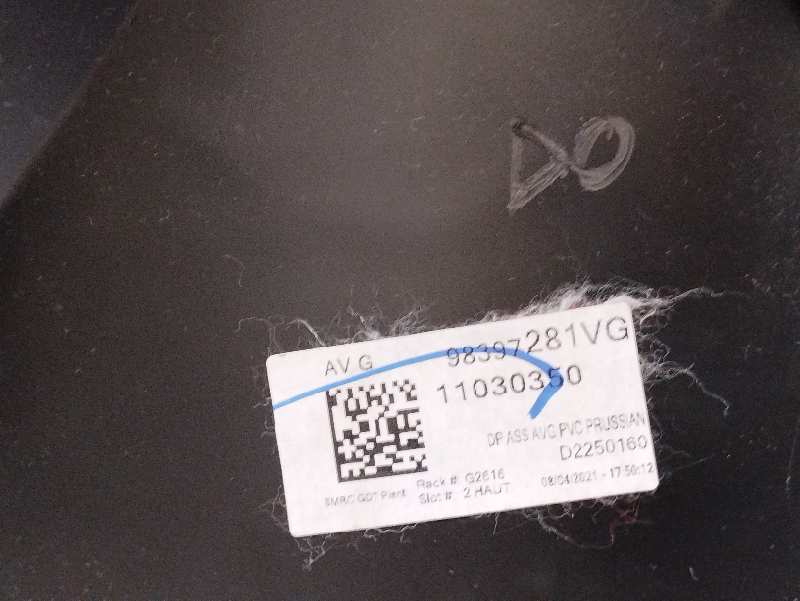 DO
AV G
98397281VG
11030350
DP ASS AVG PVC PRUSSIAN
D2250160
Rack #: G2616
Slot #: 2 HAUT
08/04/2021 - 17:50:12
SMRC GDT Plant